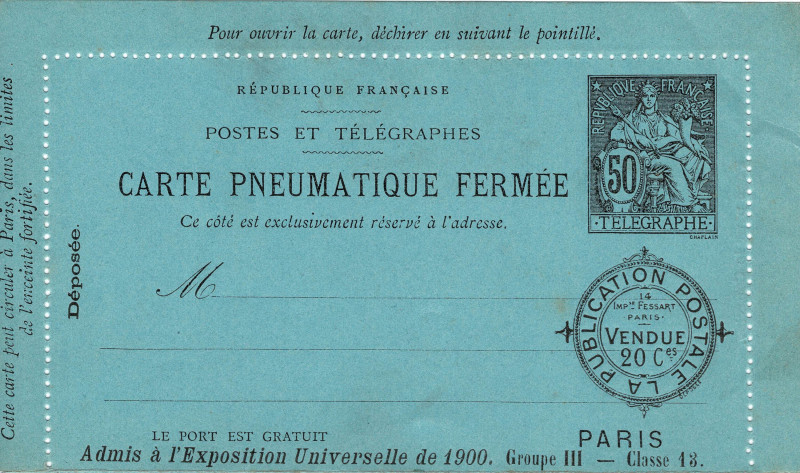 Pour ouvrir la carte, déchirer en suivant le pointillé.
Cette carte peut circuler à Paris, dans les limites
de l'enceinte fortifiée.
Déposée.
RÉPUBLIQUE FRANÇAISE
POSTES ET TÉLÉGRAPHES
CARTE PNEUMATIQUE FERMÉE
Ce côté est exclusivement réservé à l'adresse.
M
REPUBLIQUE FRANÇAISE
50
TELEGRAPHE
CHAPLAIN
LA PUBLICATION POSTALE
14
IMPsse FESSART
PARIS
VENDUE
20 Ces
LE PORT EST GRATUIT
PARIS
Admis à l'Exposition Universelle de 1900. Groupe III — Classe 13.